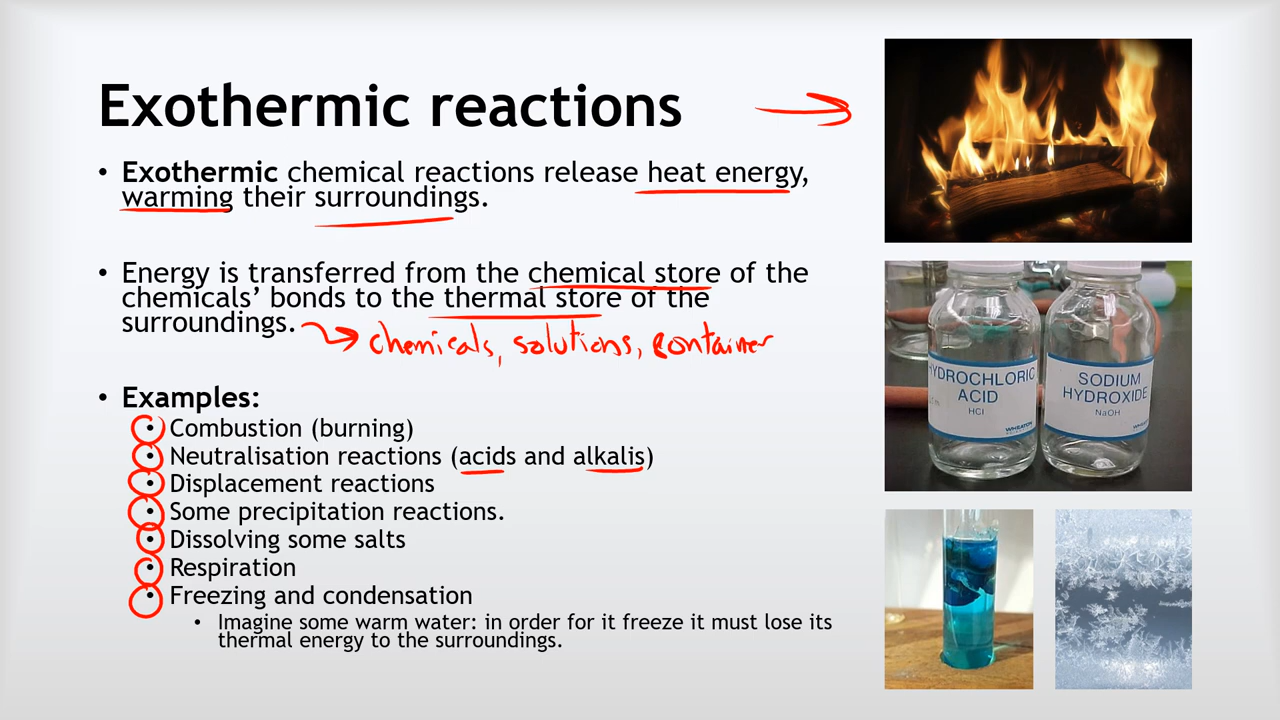 Exothermic reactions
• Exothermic chemical reactions release heat energy,
warming their surroundings.
• Energy is transferred from the chemical store of the
chemicals’ bonds to the thermal store of the
surroundings.
chemicals, solutions, container
• Examples:
• Combustion (burning)
• Neutralisation reactions (acids and alkalis)
• Displacement reactions
• Some precipitation reactions.
• Dissolving some salts
• Respiration
• Freezing and condensation
• Imagine some warm water: in order for it freeze it must lose its
thermal energy to the surroundings.
HYDROCHLORIC
ACID
HCl
WHEATON
SODIUM
HYDROXIDE
NaOH
WHEATON